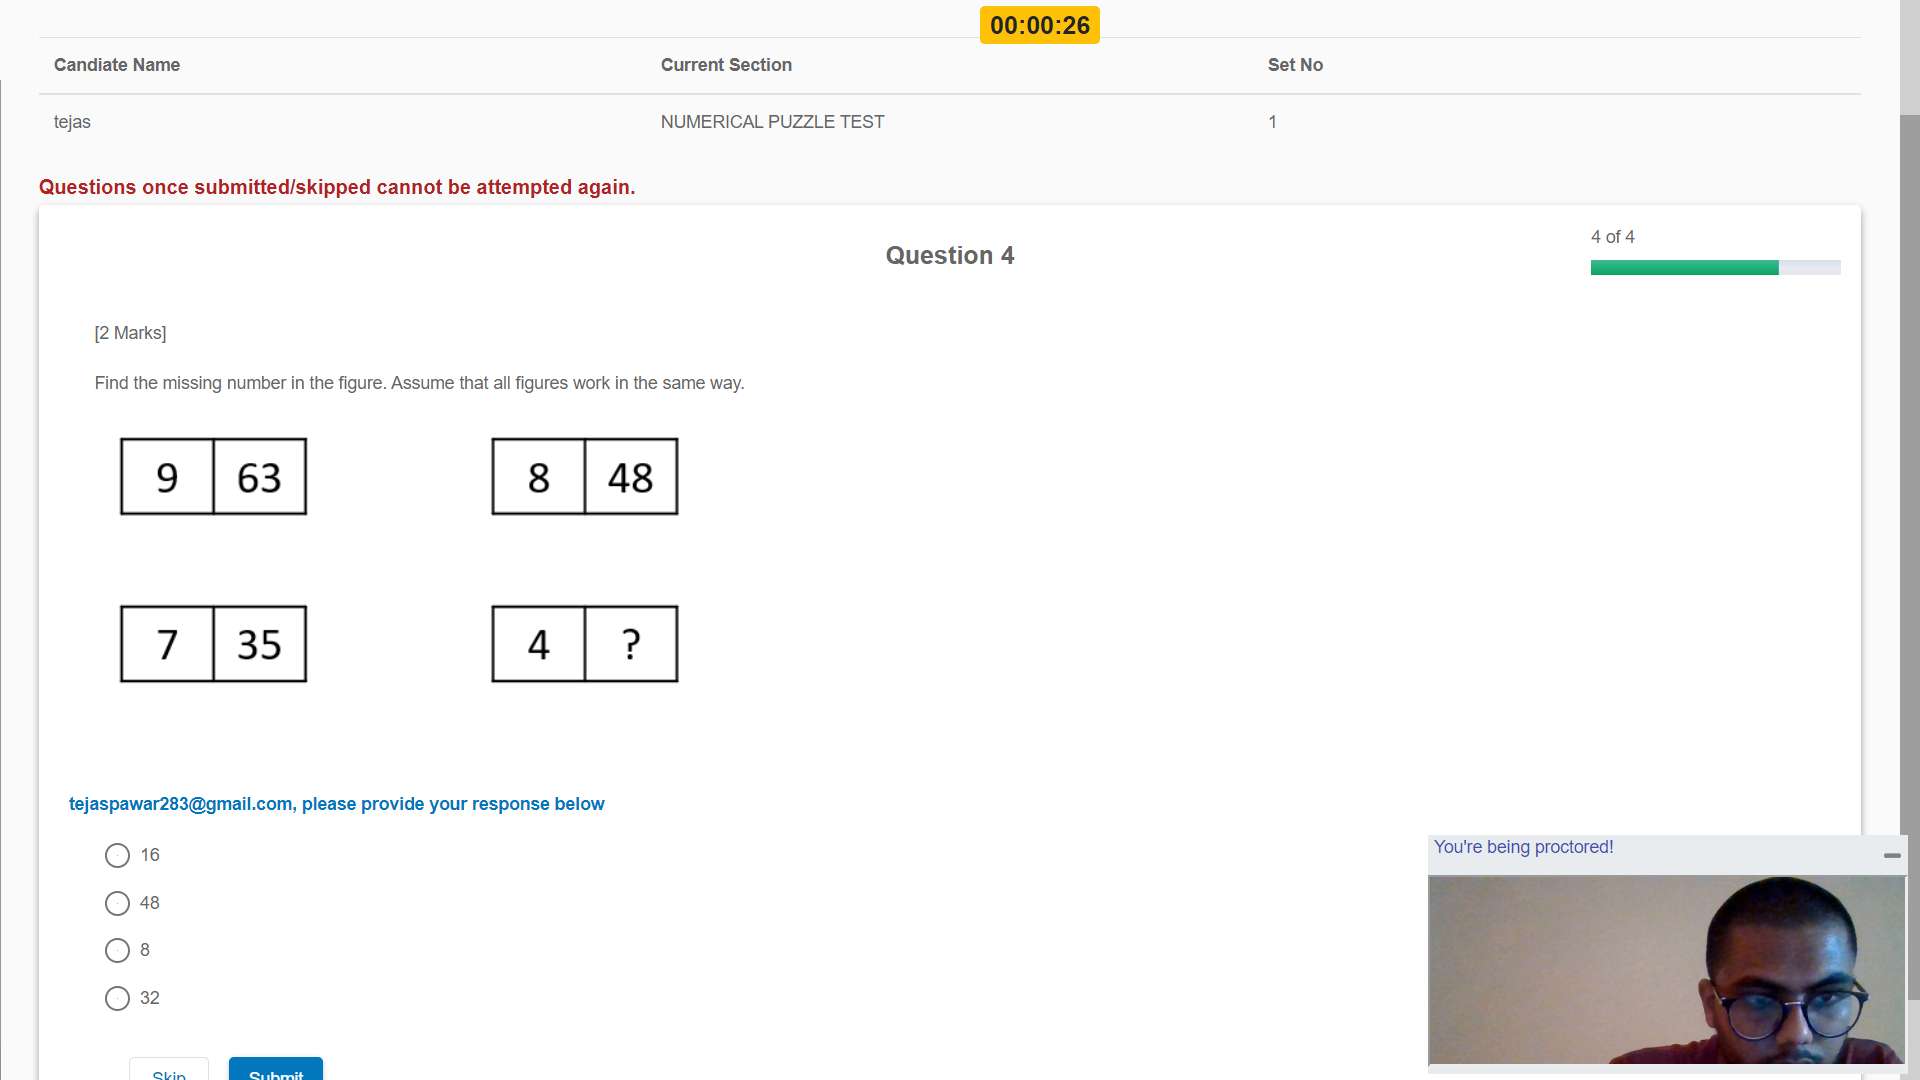 00:00:26
Candiate Name Current Section Set No
tejas NUMERICAL PUZZLE TEST 1
Questions once submitted/skipped cannot be attempted again.
Question 4
4 of 4
[2 Marks]
Find the missing number in the figure. Assume that all figures work in the same way.
9 63 8 48
7 35 4 ?
tejaspawar283@gmail.com, please provide your response below
16
48
8
32
Skip Submit
You're being proctored!